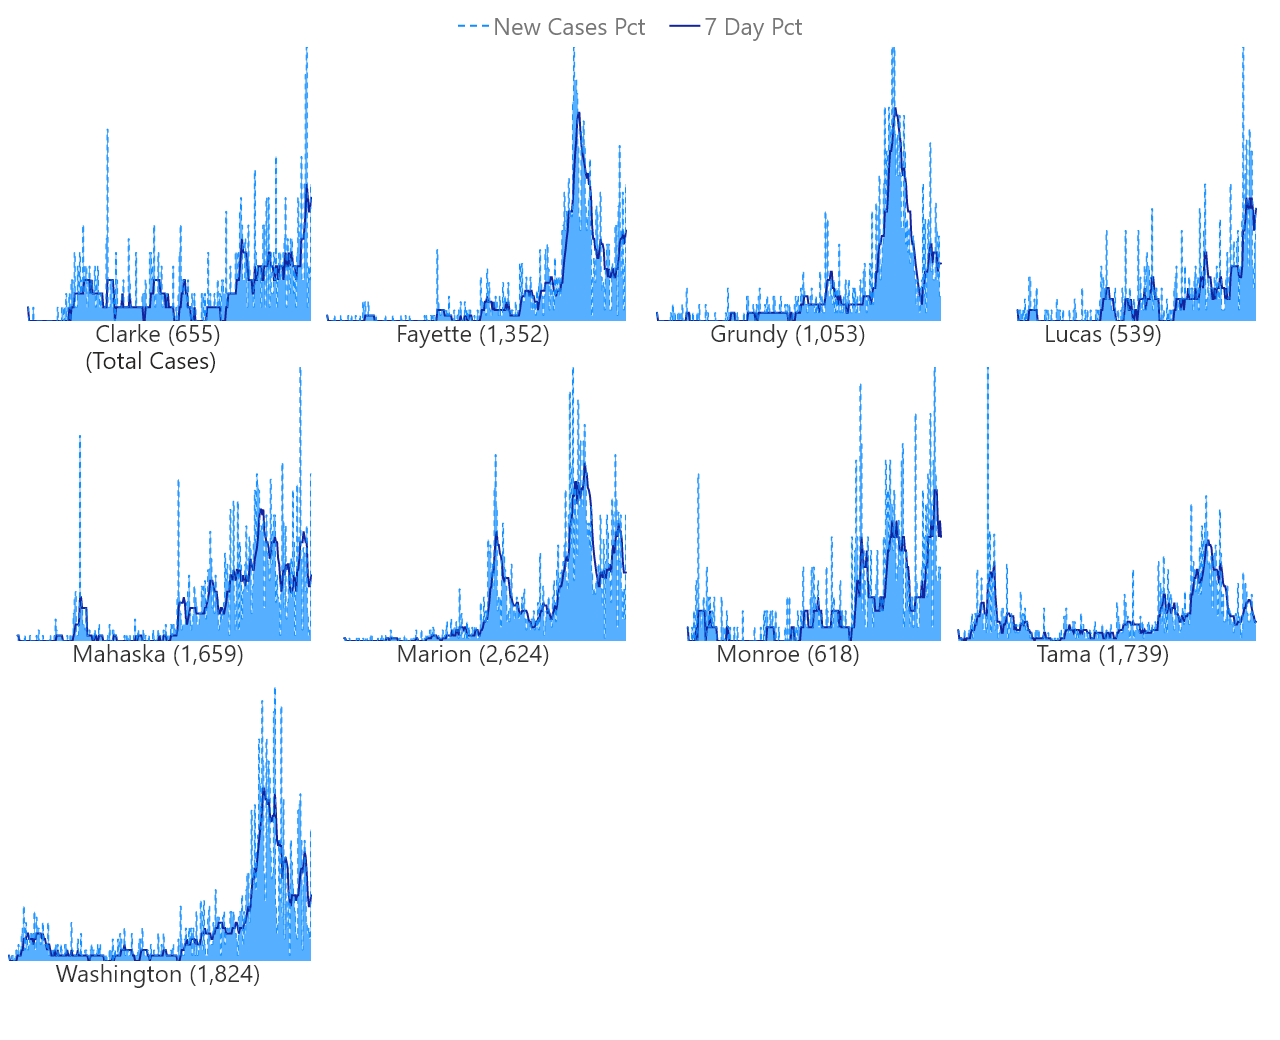 New Cases Pct 7 Day Pct
Clarke (655) Fayette (1,352) Grundy (1,053) Lucas (539)
(Total Cases)
Mahaska (1,659) Marion (2,624) Monroe (618) Tama (1,739)
Washington (1,824)